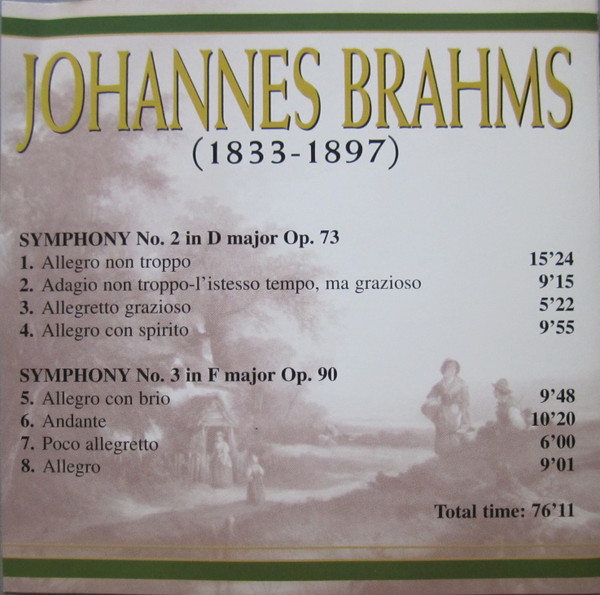 JOHANNES BRAHMS
(1833-1897)
SYMPHONY No. 2 in D major Op. 73
1. Allegro non troppo 15’24
2. Adagio non troppo-l’istesso tempo, ma grazioso 9’15
3. Allegretto grazioso 5’22
4. Allegro con spirito 9’55
SYMPHONY No. 3 in F major Op. 90
5. Allegro con brio 9’48
6. Andante 10’20
7. Poco allegretto 6’00
8. Allegro 9’01
Total time: 76’11